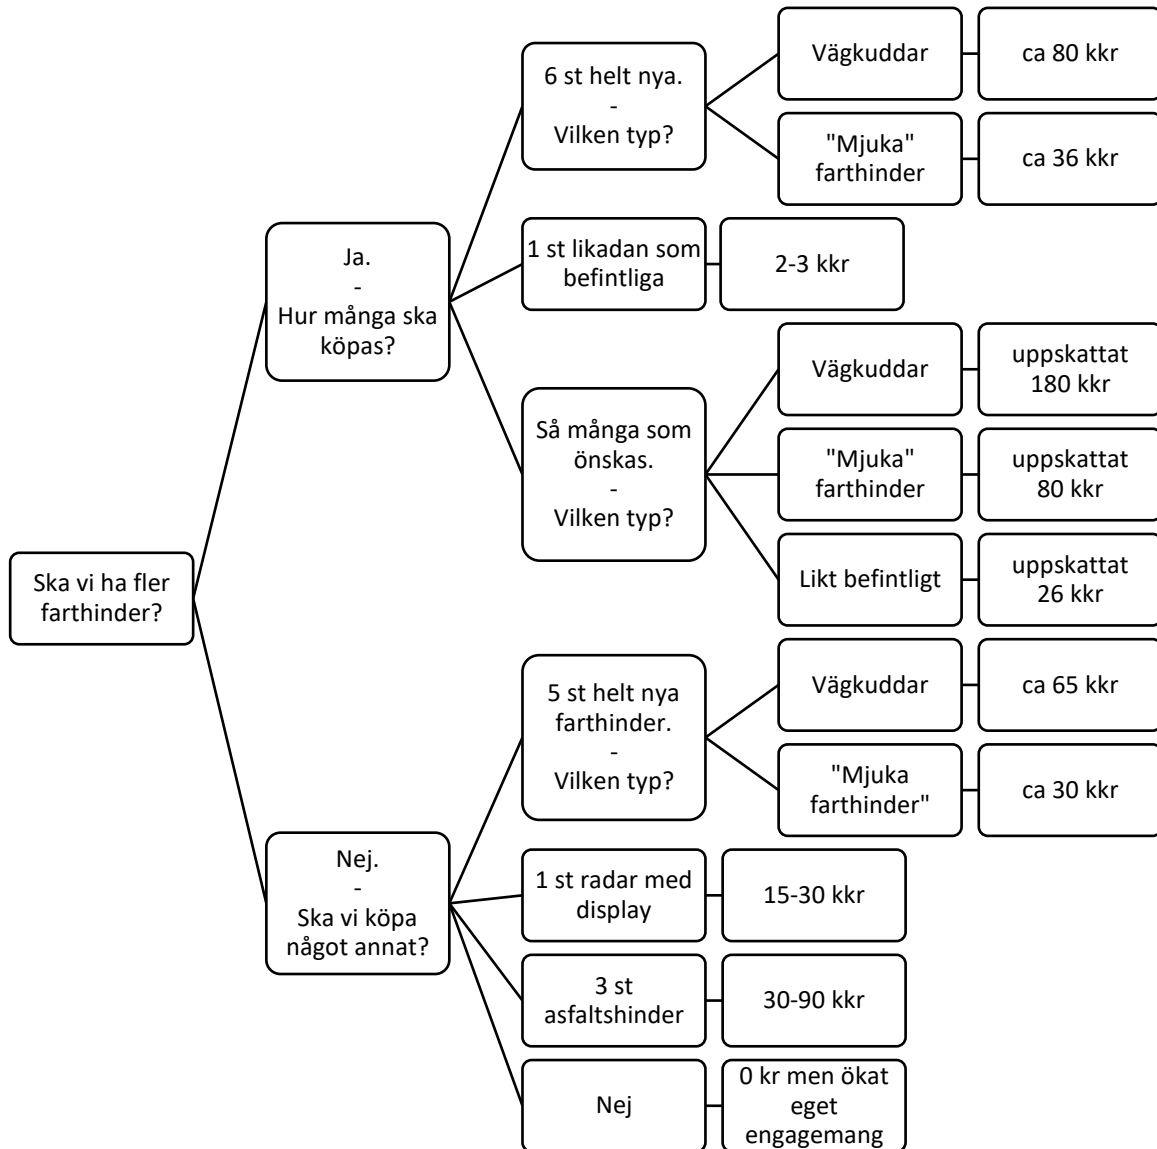 Ska vi ha fler
farthinder?
Ja.
-
Hur många ska
köpas?
6 st helt nya.
-
Vilken typ?
Vägkuddar
ca 80 kkr
"Mjuka"
farthinder
ca 36 kkr
1 st likadan som
befintliga
2-3 kkr
Så många som
önskas.
-
Vilken typ?
Vägkuddar
uppskattat
180 kkr
"Mjuka"
farthinder
uppskattat
80 kkr
Likt befintligt
uppskattat
26 kkr
Nej.
-
Ska vi köpa
något annat?
5 st helt nya
farthinder.
-
Vilken typ?
Vägkuddar
ca 65 kkr
"Mjuka
farthinder"
ca 30 kkr
1 st radar med
display
15-30 kkr
3 st
asfaltshinder
30-90 kkr
Nej
0 kr men ökat
eget
engagemang